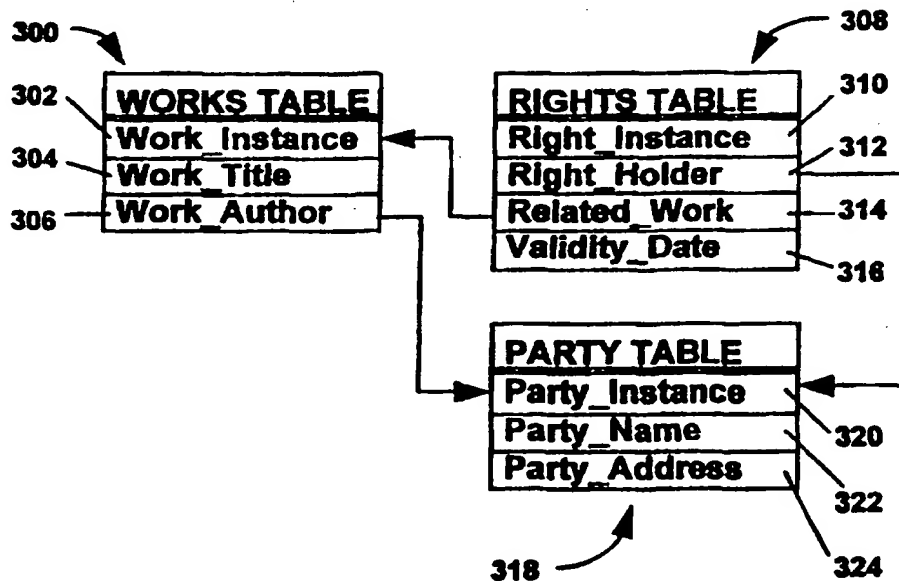 300
308
302
WORKS TABLE
RIGHTS TABLE
310
Work_Instance
Right_Instance
304
Work_Title
Right_Holder
312
306
Work_Author
Related_Work
314
Validity_Date
316
PARTY TABLE
Party_Instance
320
Party_Name
322
Party_Address
324
318